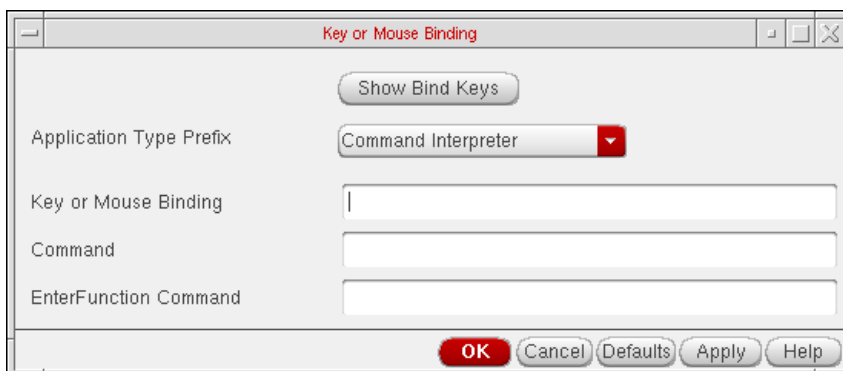 Key or Mouse Binding
Show Bind Keys
Application Type Prefix Command Interpreter
Key or Mouse Binding
Command
EnterFunction Command
OK Cancel Defaults Apply Help